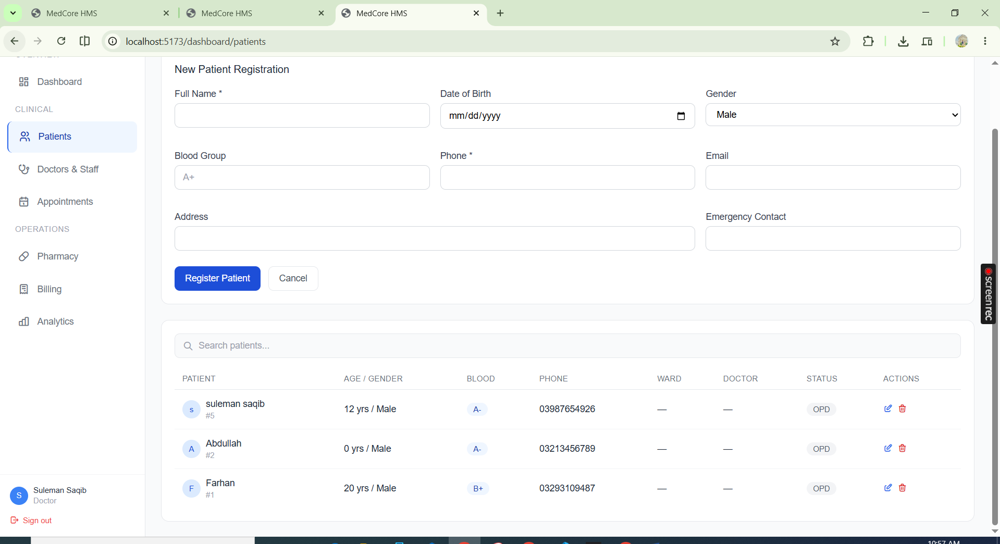 MedCore HMS
MedCore HMS
MedCore HMS
localhost:5173/dashboard/patients
Dashboard
CLINICAL
Patients
Doctors & Staff
Appointments
OPERATIONS
Pharmacy
Billing
Analytics
S
Suleman Saqib
Doctor
Sign out
New Patient Registration
Full Name *
Date of Birth
Gender
mm/dd/yyyy
Male
Blood Group
Phone *
Email
A+
Address
Emergency Contact
Register Patient
Cancel
Search patients...
PATIENT AGE / GENDER BLOOD PHONE WARD DOCTOR STATUS ACTIONS
s suleman saqib 12 yrs / Male A- 03987654926 — — OPD
#5
A Abdullah 0 yrs / Male A- 03213456789 — — OPD
#2
F Farhan 20 yrs / Male B+ 03293109487 — — OPD
#1
screenrec
10:57 AM